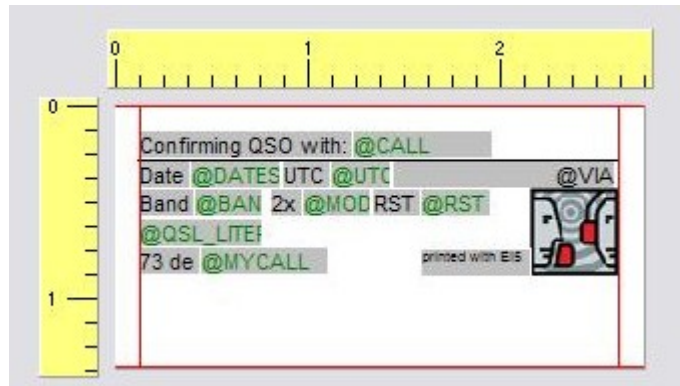 0 1 2
0
Confirming QSO with: @CALL
Date @DATES UTC @UTC @VIA
Band @BAN 2x @MOD RST @RST
@QSL_LITEF
73 de @MYCALL printed with EIS
1